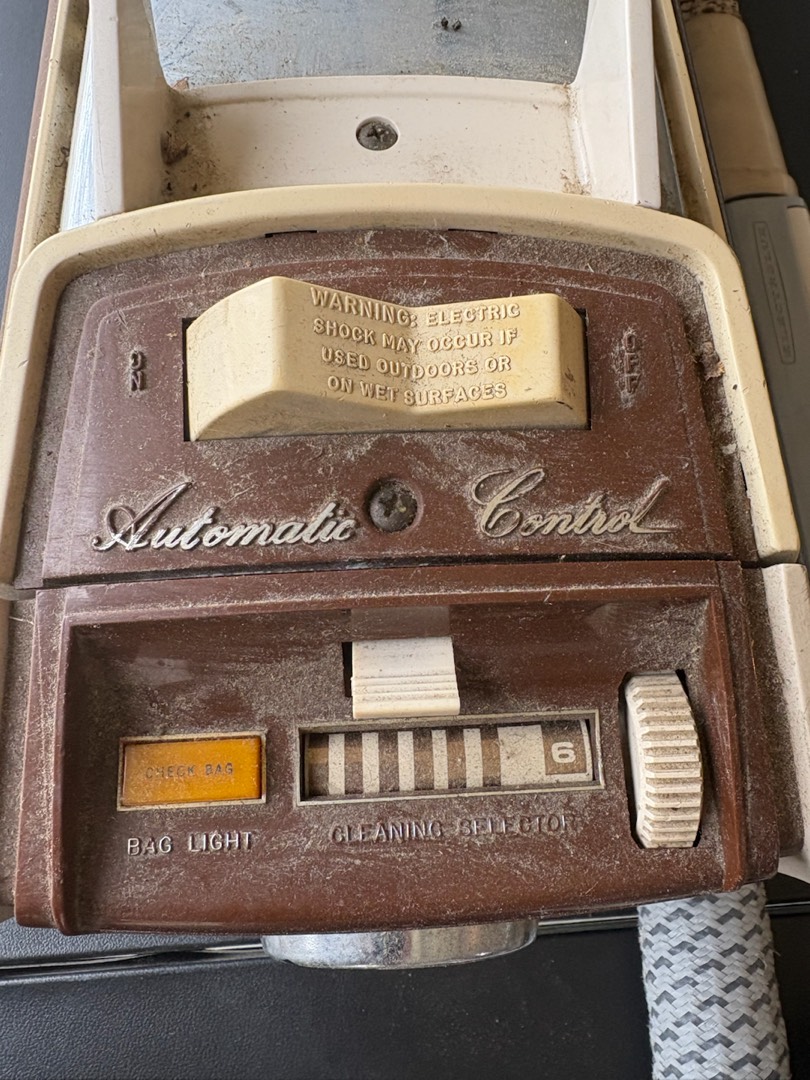 ELECTROLUX
WARNING: ELECTRIC
SHOCK MAY OCCUR IF
USED OUTDOORS OR
ON WET SURFACES
ON
OFF
Automatic Control
6
CHECK BAG
BAG LIGHT
CLEANING SELECTOR